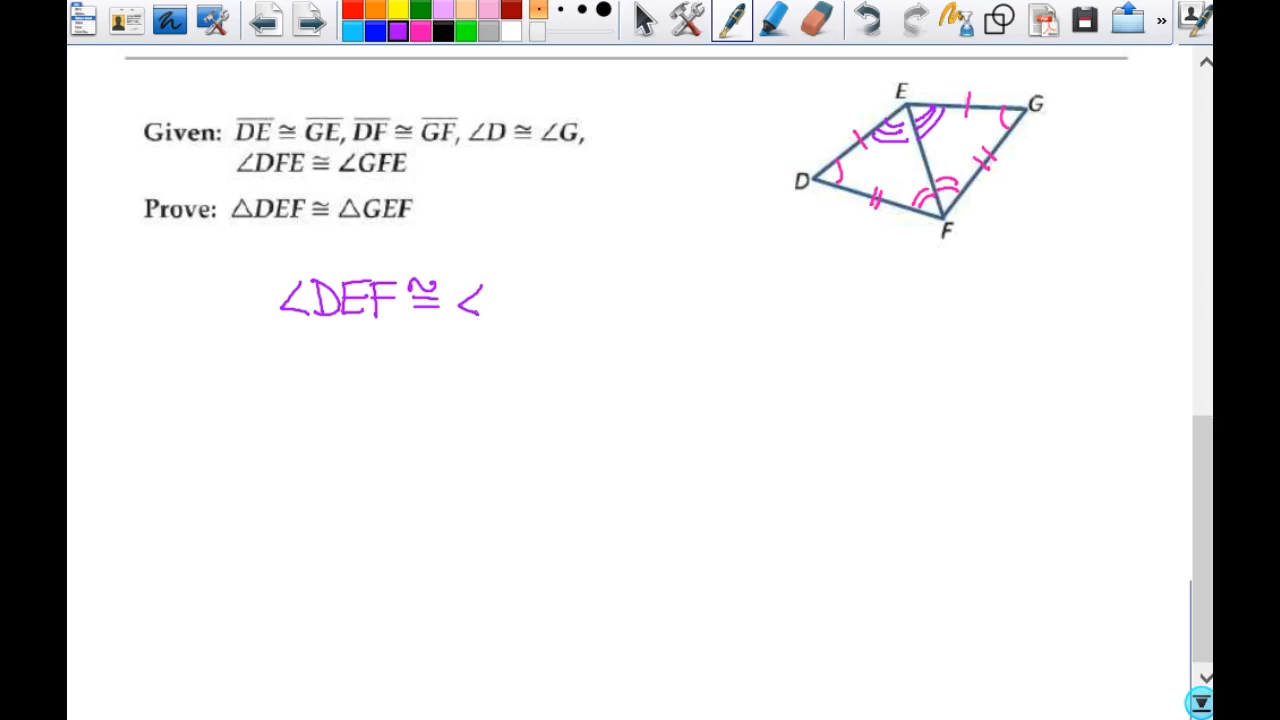 Given: DE ≅ GE, DF ≅ GF, ∠D ≅ ∠G,
∠DFE ≅ ∠GFE
Prove: △DEF ≅ △GEF
E
G
D
F
∠DEF ≅ ∠